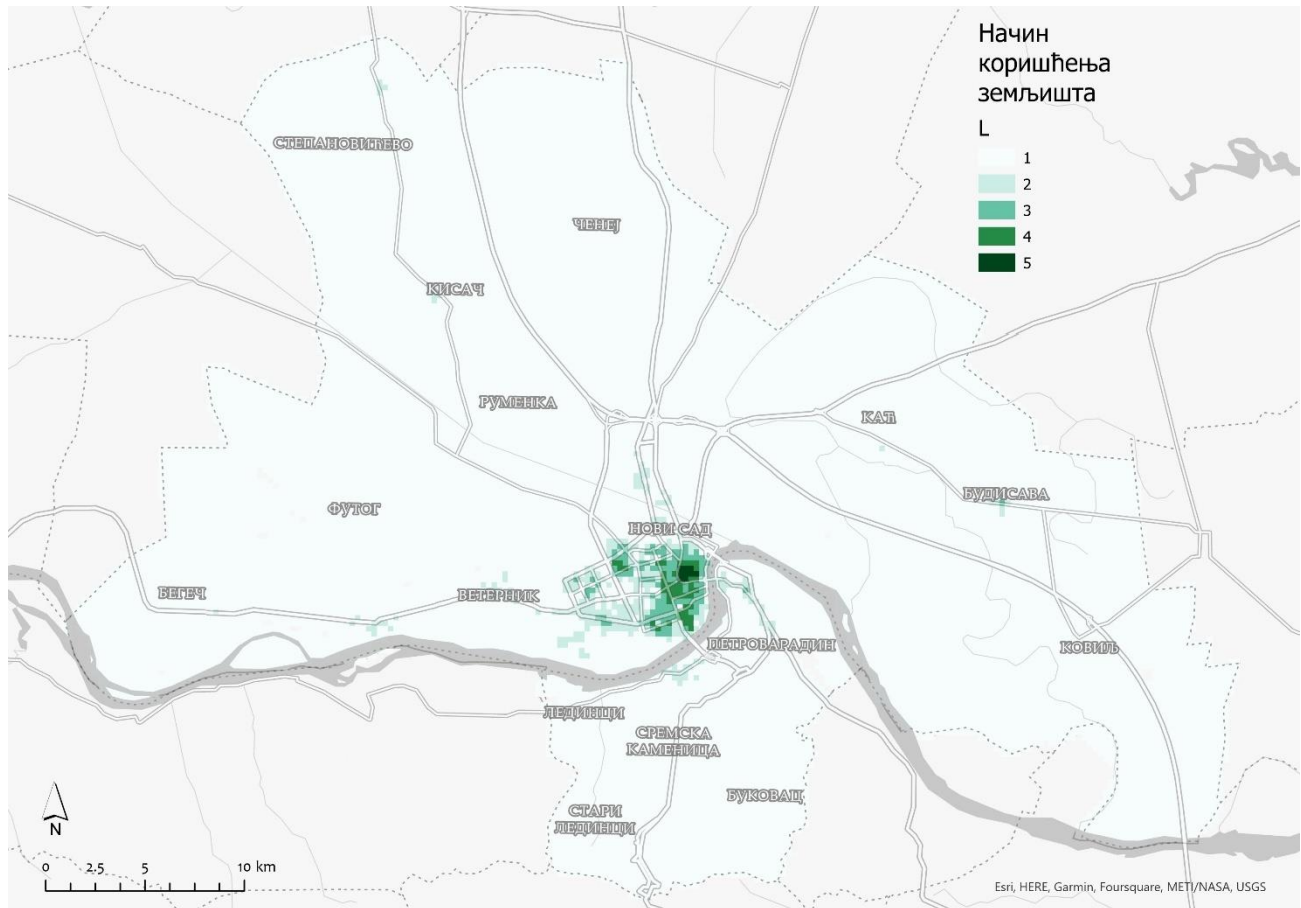 Начин
коришћења
земљишта
L
1
2
3
4
5
СТЕПАНОВИЋЕВО
ЧЕНЕЈ
КИСАЧ
РУМЕНКА
КАЋ
БУДИСАВА
ФУТОГ
НОВИ САД
БЕГЕЧ
ВЕТЕРНИК
ПЕТРОВАРАДИН
КОВИЉ
ЛЕДИНЦИ
СРЕМСКА
КАМЕНИЦА
БУКОВАЦ
СТАРИ
ЛЕДИНЦИ
N
0 2.5 5 10 km
Esri, HERE, Garmin, Foursquare, METI/NASA, USGS